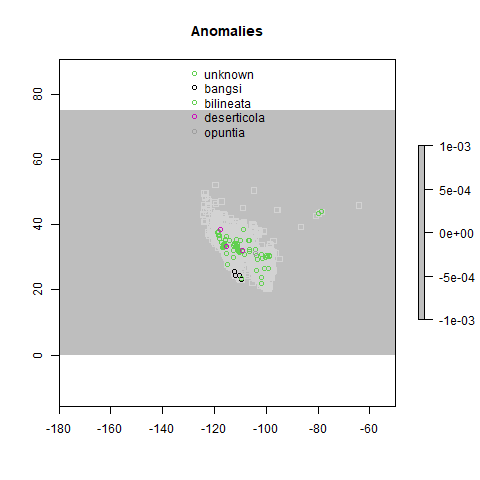 Anomalies
unknown
bangsi
bilineata
deserticola
opuntia
80
60
40
20
0
-180
-160
-140
-120
-100
-80
-60
1e-03
5e-04
0e+00
-5e-04
-1e-03